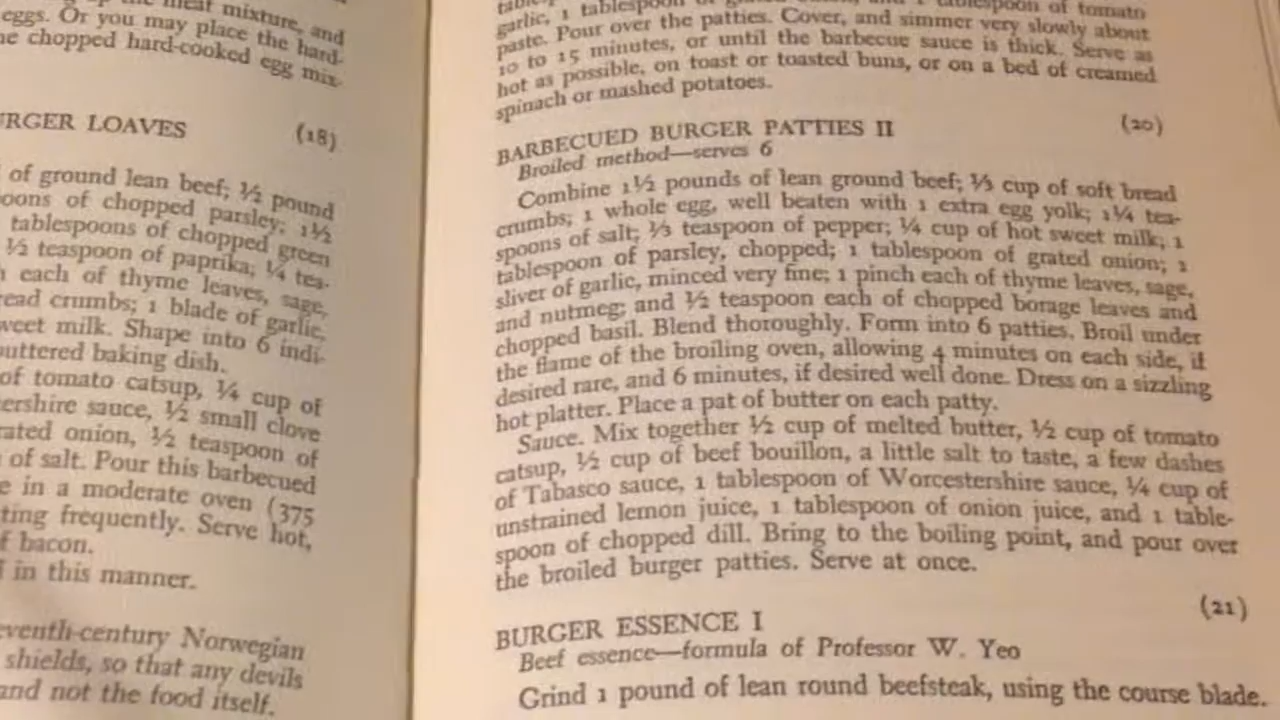 meat mixture, and
eggs. Or you may place the hard-
chopped hard-cooked egg mix-
URGER LOAVES (18)
of ground lean beef; ½ pound
oons of chopped parsley; 1½
tablespoons of chopped green
½ teaspoon of paprika; ¼ tea-
each of thyme leaves, sage,
ead crumbs; 1 blade of garlic,
weet milk. Shape into 6 indi-
uttered baking dish.
of tomato catsup, ¼ cup of
ershire sauce, ½ small clove
ated onion, ½ teaspoon of
of salt. Pour this barbecued
e in a moderate oven (375
ting frequently. Serve hot,
f bacon.
in this manner.
eventh-century Norwegian
shields, so that any devils
and not the food itself.
garlic, 1 tablespoon of tomato
paste. Pour over the patties. Cover, and simmer very slowly about
10 to 15 minutes, or until the barbecue sauce is thick. Serve as
hot as possible, on toast or toasted buns, or on a bed of creamed
spinach or mashed potatoes.
BARBECUED BURGER PATTIES II (20)
Broiled method—serves 6
Combine 1½ pounds of lean ground beef; ⅓ cup of soft bread
crumbs; 1 whole egg, well beaten with 1 extra egg yolk; 1¼ tea-
spoons of salt; ⅓ teaspoon of pepper; ¼ cup of hot sweet milk; 1
tablespoon of parsley, chopped; 1 tablespoon of grated onion; 1
sliver of garlic, minced very fine; 1 pinch each of thyme leaves, sage,
and nutmeg; and ½ teaspoon each of chopped borage leaves and
chopped basil. Blend thoroughly. Form into 6 patties. Broil under
the flame of the broiling oven, allowing 4 minutes on each side, if
desired rare, and 6 minutes, if desired well done. Dress on a sizzling
hot platter. Place a pat of butter on each patty.
Sauce. Mix together ½ cup of melted butter, ½ cup of tomato
catsup, ½ cup of beef bouillon, a little salt to taste, a few dashes
of Tabasco sauce, 1 tablespoon of Worcestershire sauce, ¼ cup of
unstrained lemon juice, 1 tablespoon of onion juice, and 1 table-
spoon of chopped dill. Bring to the boiling point, and pour over
the broiled burger patties. Serve at once.
BURGER ESSENCE I (21)
Beef essence—formula of Professor W. Yeo
Grind 1 pound of lean round beefsteak, using the course blade.